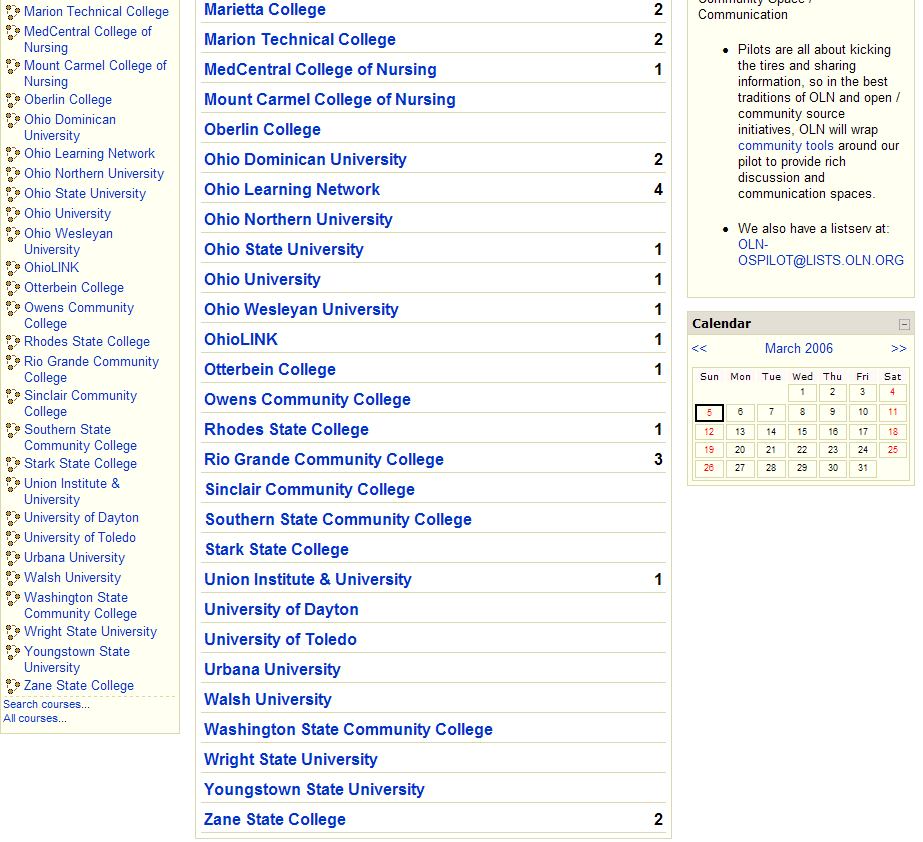 Marion Technical College
MedCentral College of
Nursing
Mount Carmel College of
Nursing
Oberlin College
Ohio Dominican
University
Ohio Learning Network
Ohio Northern University
Ohio State University
Ohio University
Ohio Wesleyan
University
OhioLINK
Otterbein College
Owens Community
College
Rhodes State College
Rio Grande Community
College
Sinclair Community
College
Southern State
Community College
Stark State College
Union Institute &
University
University of Dayton
University of Toledo
Urbana University
Walsh University
Washington State
Community College
Wright State University
Youngstown State
University
Zane State College
Search courses...
All courses...
Marietta College 2
Marion Technical College 2
MedCentral College of Nursing 1
Mount Carmel College of Nursing
Oberlin College
Ohio Dominican University 2
Ohio Learning Network 4
Ohio Northern University
Ohio State University 1
Ohio University 1
Ohio Wesleyan University 1
OhioLINK 1
Otterbein College 1
Owens Community College
Rhodes State College 1
Rio Grande Community College 3
Sinclair Community College
Southern State Community College
Stark State College
Union Institute & University 1
University of Dayton
University of Toledo
Urbana University
Walsh University
Washington State Community College
Wright State University
Youngstown State University
Zane State College 2
Community Space /
Communication
• Pilots are all about kicking
the tires and sharing
information, so in the best
traditions of OLN and open /
community source
initiatives, OLN will wrap
community tools around our
pilot to provide rich
discussion and
communication spaces.
• We also have a listserv at:
OLN-
OSPILOT@LISTS.OLN.ORG
Calendar
<< March 2006 >>
Sun Mon Tue Wed Thu Fri Sat
1 2 3 4
5 6 7 8 9 10 11
12 13 14 15 16 17 18
19 20 21 22 23 24 25
26 27 28 29 30 31